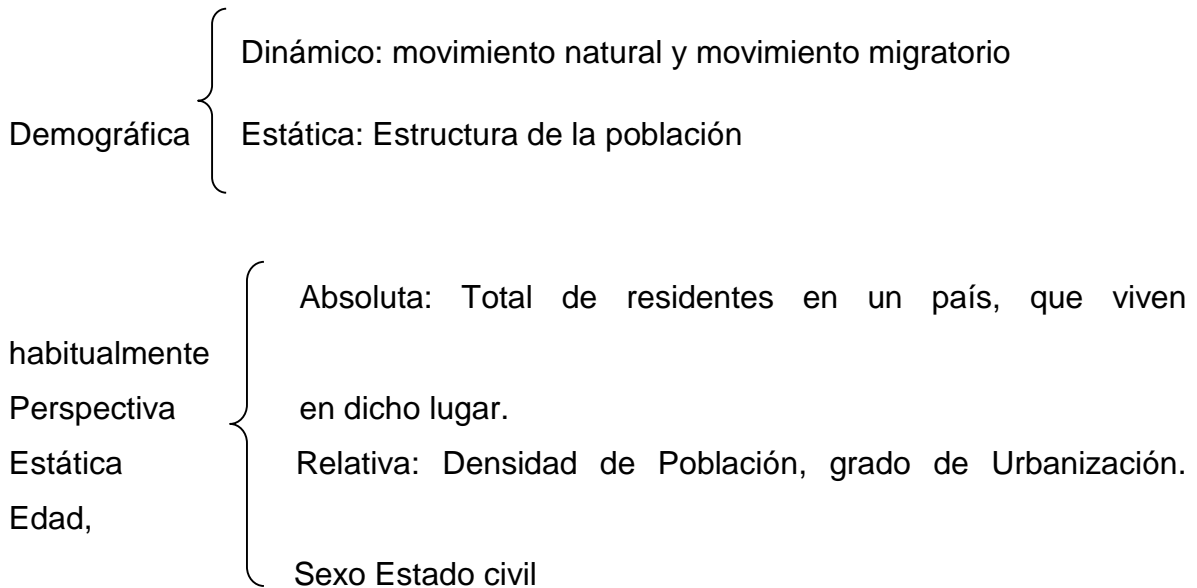 Dinámico: movimiento natural y movimiento migratorio
Demográfica Estática: Estructura de la población
Absoluta: Total de residentes en un país, que viven
habitualmente
Perspectiva en dicho lugar.
Estática Relativa: Densidad de Población, grado de Urbanización.
Edad,
Sexo Estado civil